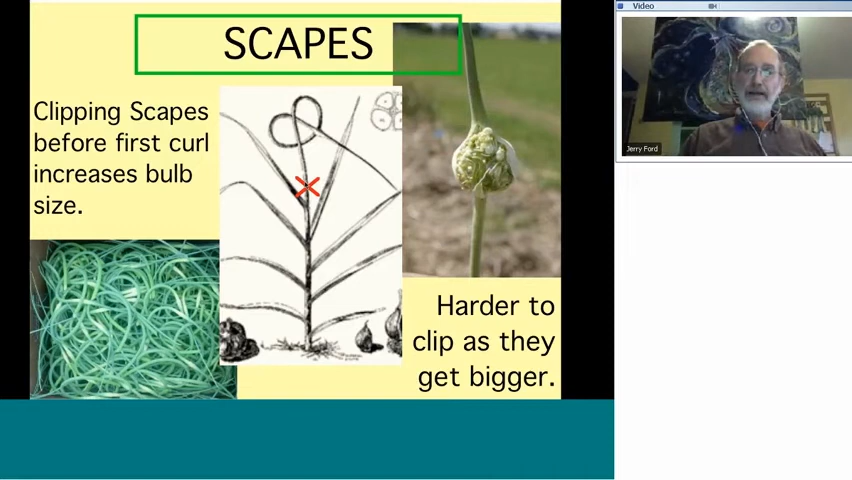 SCAPES
Clipping Scapes
before first curl
increases bulb
size.
Harder to
clip as they
get bigger.
Video
Jerry Ford